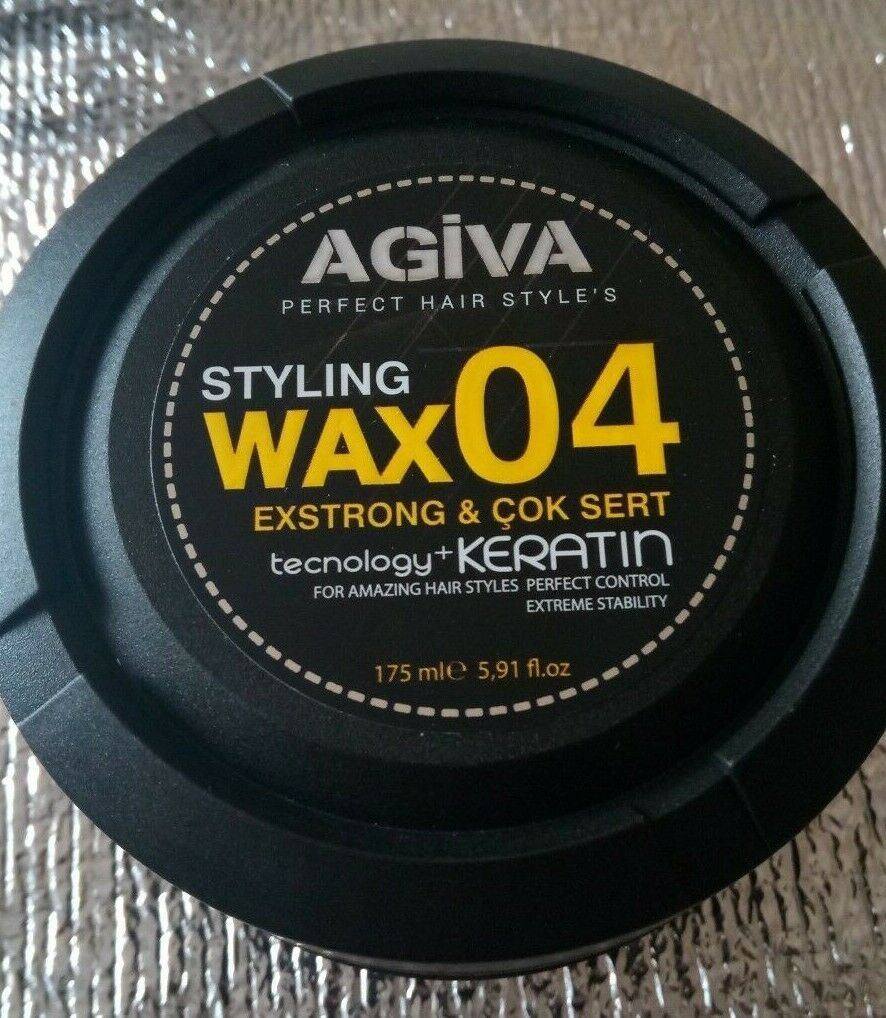 AGİVA
PERFECT HAIR STYLE'S
STYLING
WAX04
EXSTRONG & ÇOK SERT
tecnology+KERATIN
FOR AMAZING HAIR STYLES PERFECT CONTROL
EXTREME STABILITY
175 ml℮ 5,91 fl.oz